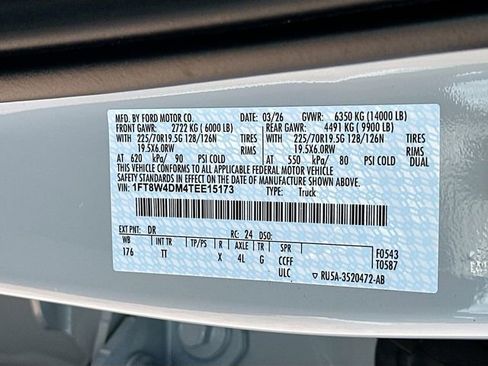 MFD. BY FORD MOTOR CO. 03/26 GVWR: 6350 KG (14000 LB)
FRONT GAWR: 2722 KG (6000 LB) REAR GAWR: 4491 KG (9900 LB)
WITH 225/70R19.5G 128/126N TIRES WITH 225/70R19.5G 128/126N TIRES
19.5X6.0RW RIMS 19.5X6.0RW RIMS DUAL
AT 620 kPa/ 90 PSI COLD AT 550 kPa/ 80 PSI COLD
THIS VEHICLE CONFORMS TO ALL APPLICABLE FEDERAL MOTOR VEHICLE
SAFETY STANDARDS IN EFFECT ON THE DATE OF MANUFACTURE SHOWN ABOVE.
VIN: 1FT8W4DM4TEE15173 TYPE: Truck
EXT PNT: DR RC: 24 DSO: F0543
WB INT TR TP/PS R AXLE TR SPR T0587
176 TT X 4L G CCFF
ULC RU5A-3520472-AB